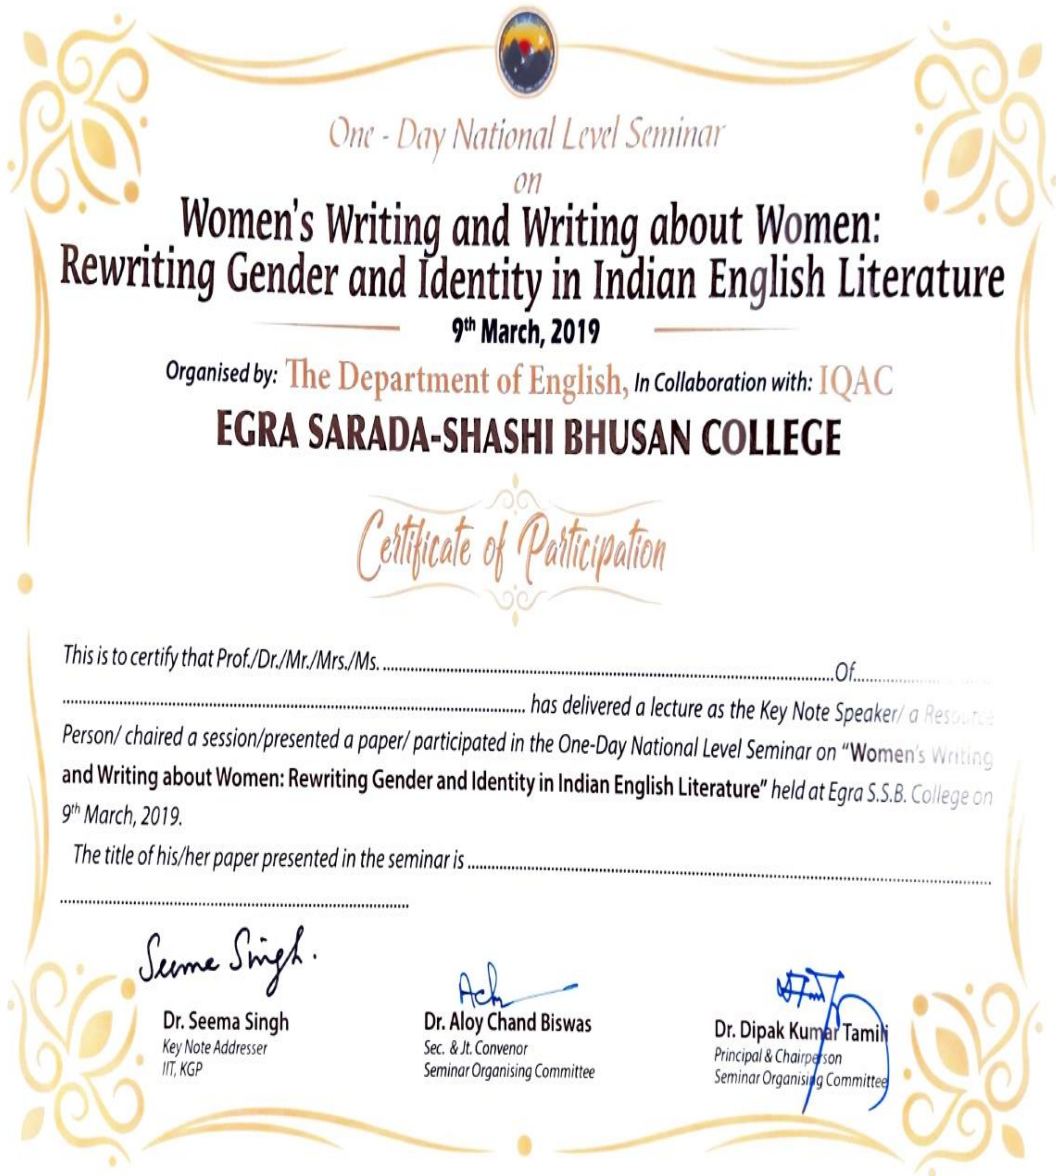 One - Day National Level Seminar
on
Women's Writing and Writing about Women:
Rewriting Gender and Identity in Indian English Literature
9th March, 2019
Organised by: The Department of English, In Collaboration with: IQAC
EGRA SARADA-SHASHI BHUSAN COLLEGE
Certificate of Participation
This is to certify that Prof./Dr./Mr./Mrs./Ms. ........................................Of..............
........................................ has delivered a lecture as the Key Note Speaker/ a Resource
Person/ chaired a session/presented a paper/ participated in the One-Day National Level Seminar on “Women's Writing
and Writing about Women: Rewriting Gender and Identity in Indian English Literature” held at Egra S.S.B. College on
9th March, 2019.
The title of his/her paper presented in the seminar is ........................................
........................................
Seema Singh.
Dr. Seema Singh
Key Note Addresser
IIT, KGP
Dr. Aloy Chand Biswas
Sec. & Jt. Convenor
Seminar Organising Committee
Dr. Dipak Kumar Tamili
Principal & Chairperson
Seminar Organising Committee